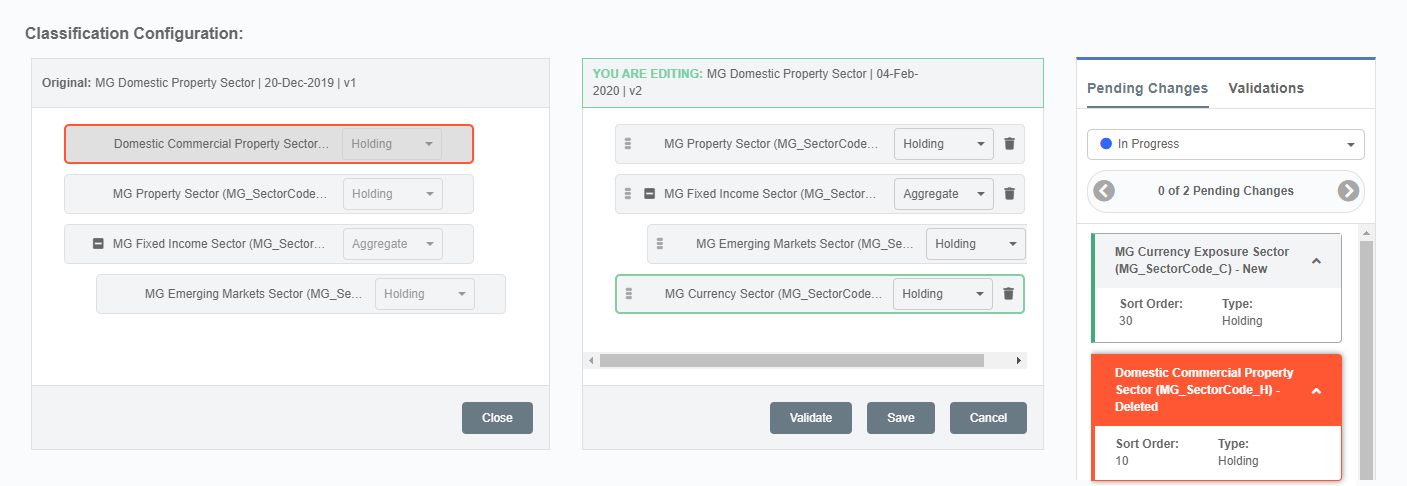 Classification Configuration:
Original: MG Domestic Property Sector | 20-Dec-2019 | v1
Domestic Commercial Property Sector... Holding
MG Property Sector (MG_SectorCode... Holding
MG Fixed Income Sector (MG_Sector... Aggregate
MG Emerging Markets Sector (MG_Se... Holding
Close
YOU ARE EDITING: MG Domestic Property Sector | 04-Feb-
2020 | v2
MG Property Sector (MG_SectorCode... Holding
MG Fixed Income Sector (MG_Sector... Aggregate
MG Emerging Markets Sector (MG_Se... Holding
MG Currency Sector (MG_SectorCode... Holding
Validate Save Cancel
Pending Changes Validations
In Progress
0 of 2 Pending Changes
MG Currency Exposure Sector
(MG_SectorCode_C) - New
Sort Order: Type:
30 Holding
Domestic Commercial Property
Sector (MG_SectorCode_H) -
Deleted
Sort Order: Type:
10 Holding